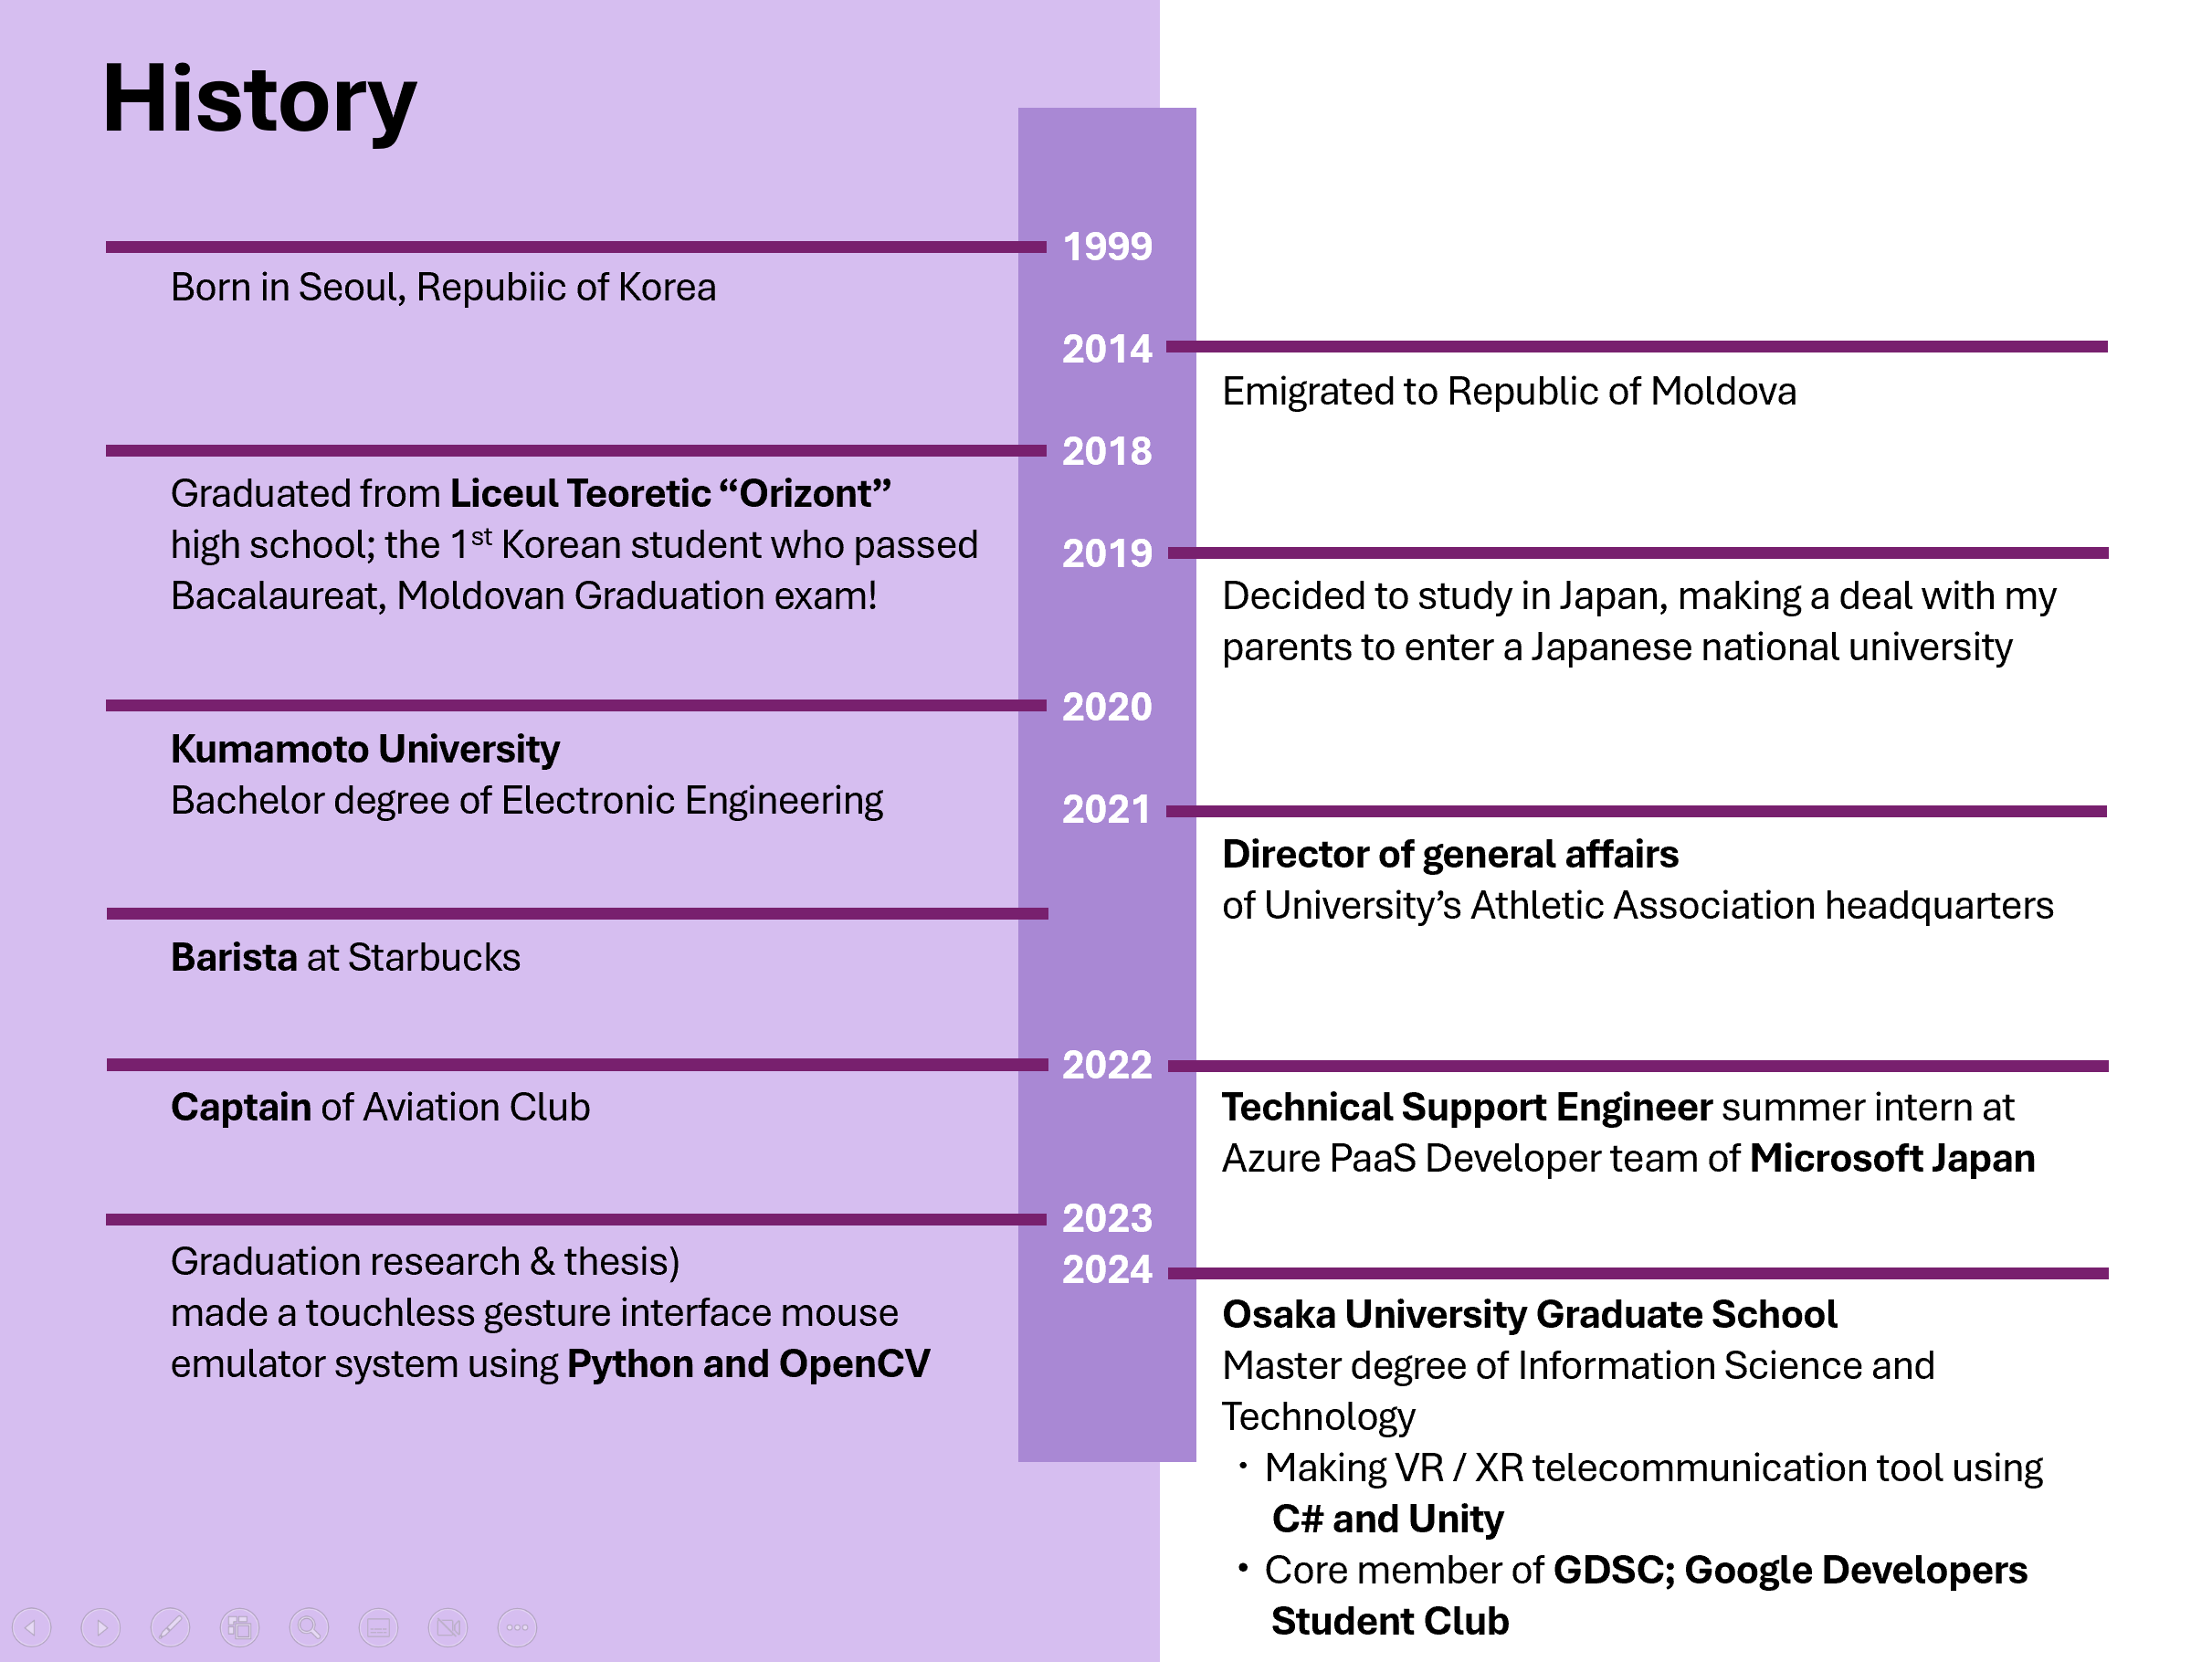 History
1999
Born in Seoul, Repubiic of Korea
2014
Emigrated to Republic of Moldova
2018
Graduated from Liceul Teoretic “Orizont”
high school; the 1st Korean student who passed
Bacalaureat, Moldovan Graduation exam!
2019
Decided to study in Japan, making a deal with my
parents to enter a Japanese national university
2020
Kumamoto University
Bachelor degree of Electronic Engineering
2021
Director of general affairs
of University’s Athletic Association headquarters
Barista at Starbucks
2022
Captain of Aviation Club
Technical Support Engineer summer intern at
Azure PaaS Developer team of Microsoft Japan
2023
Graduation research & thesis)
made a touchless gesture interface mouse
emulator system using Python and OpenCV
2024
Osaka University Graduate School
Master degree of Information Science and
Technology
・Making VR / XR telecommunication tool using
C# and Unity
・Core member of GDSC; Google Developers
Student Club